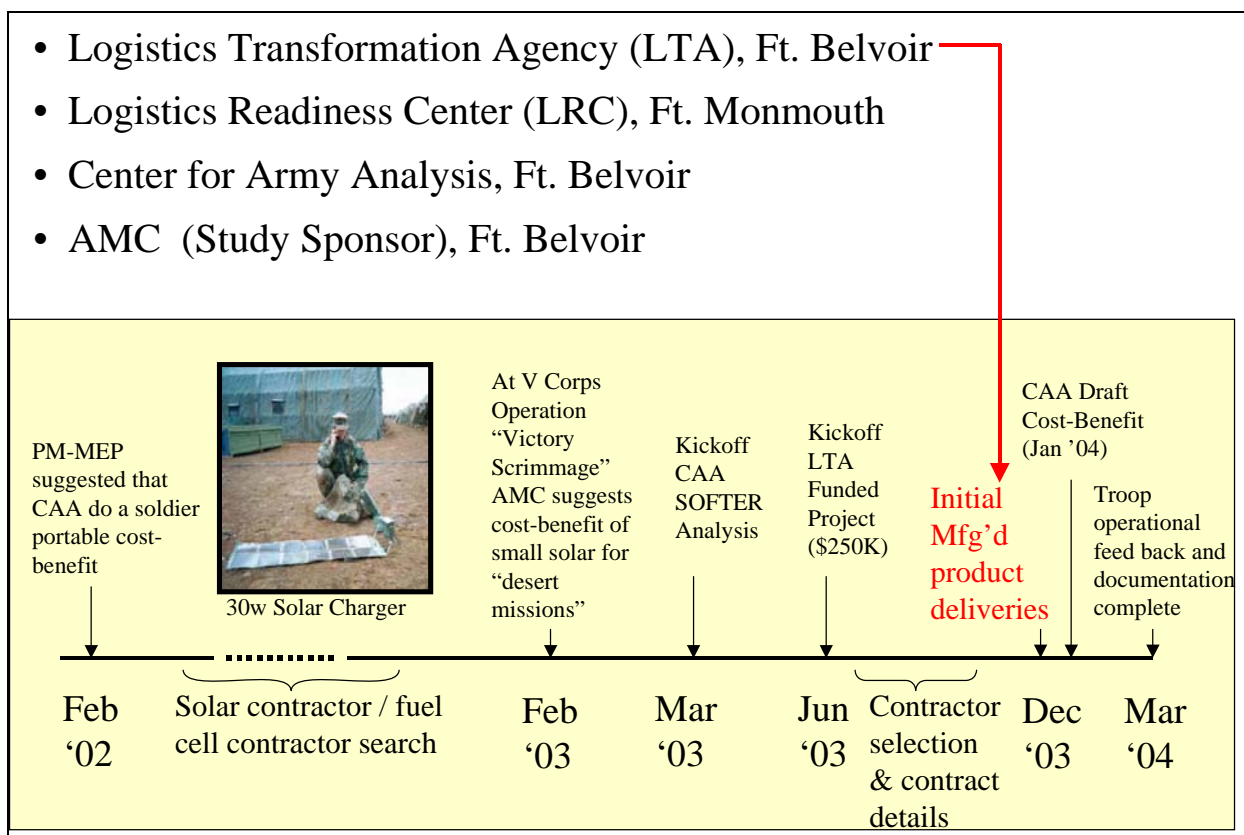 • Logistics Transformation Agency (LTA), Ft. Belvoir
• Logistics Readiness Center (LRC), Ft. Monmouth
• Center for Army Analysis, Ft. Belvoir
• AMC (Study Sponsor), Ft. Belvoir
PM-MEP
suggested that
CAA do a soldier
portable cost-
benefit
30w Solar Charger
At V Corps
Operation
“Victory
Scrimmage”
AMC suggests
cost-benefit of
small solar for
“desert
missions”
Kickoff
CAA
SOFTER
Analysis
Kickoff
LTA
Funded
Project
($250K)
Initial
Mfg’d
product
deliveries
CAA Draft
Cost-Benefit
(Jan ’04)
Troop
operational
feed back and
documentation
complete
Feb
‘02
Solar contractor / fuel
cell contractor search
Feb
‘03
Mar
‘03
Jun
‘03
Contractor
selection
& contract
details
Dec
‘03
Mar
‘04